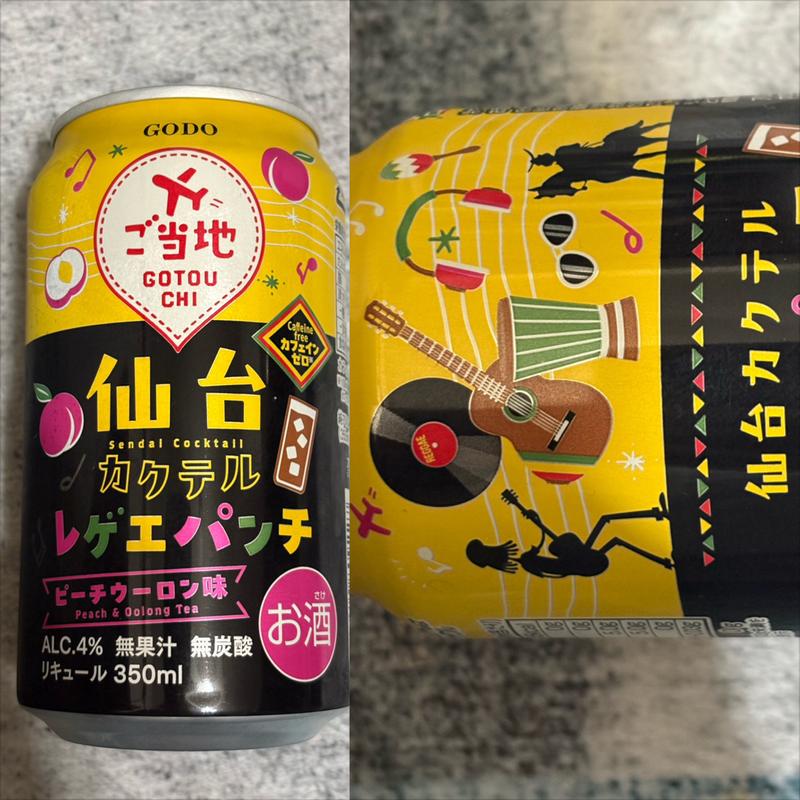 GODO
ご当地
GOTOU
CHI
Caffeine
free
カフェイン
ゼロ
仙台
Sendai Cocktail
カクテル
レゲエパンチ
ピーチウーロン味
Peach & Oolong Tea
さけ
お酒
ALC.4% 無果汁 無炭酸
リキュール 350ml
REGGAE
仙台カクテル